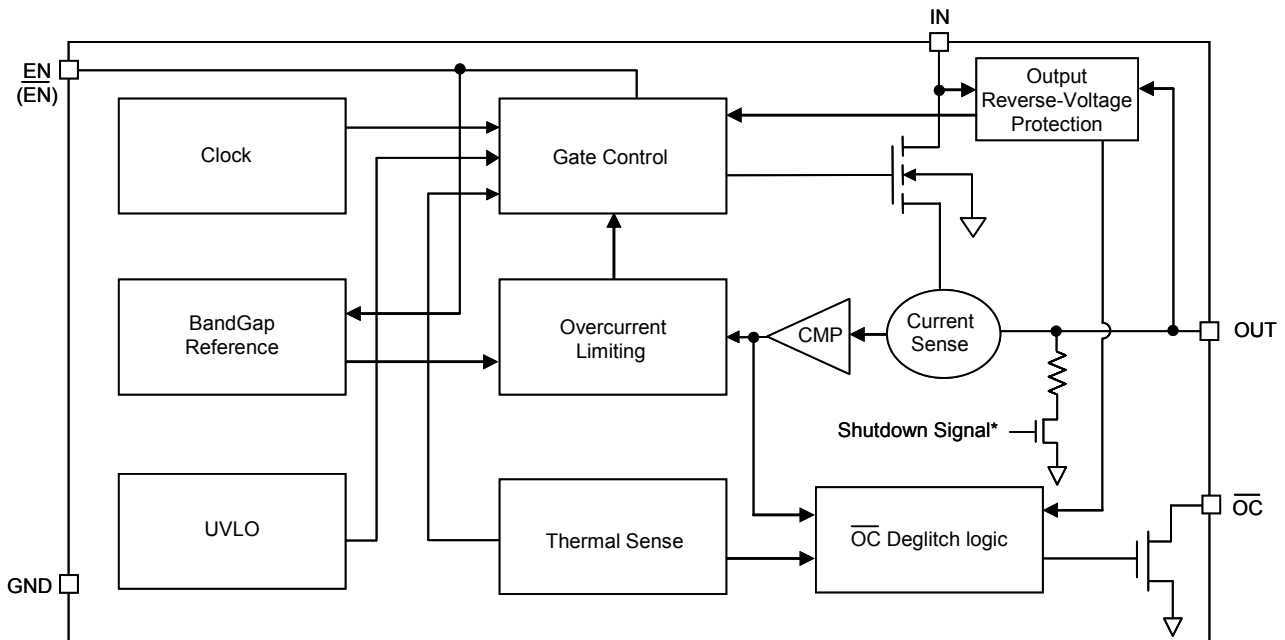 IN
EN
(EN)
Output
Reverse-Voltage
Protection
Clock
Gate Control
BandGap
Reference
Overcurrent
Limiting
CMP
Current
Sense
OUT
Shutdown Signal*
UVLO
Thermal Sense
OC Deglitch logic
OC
GND